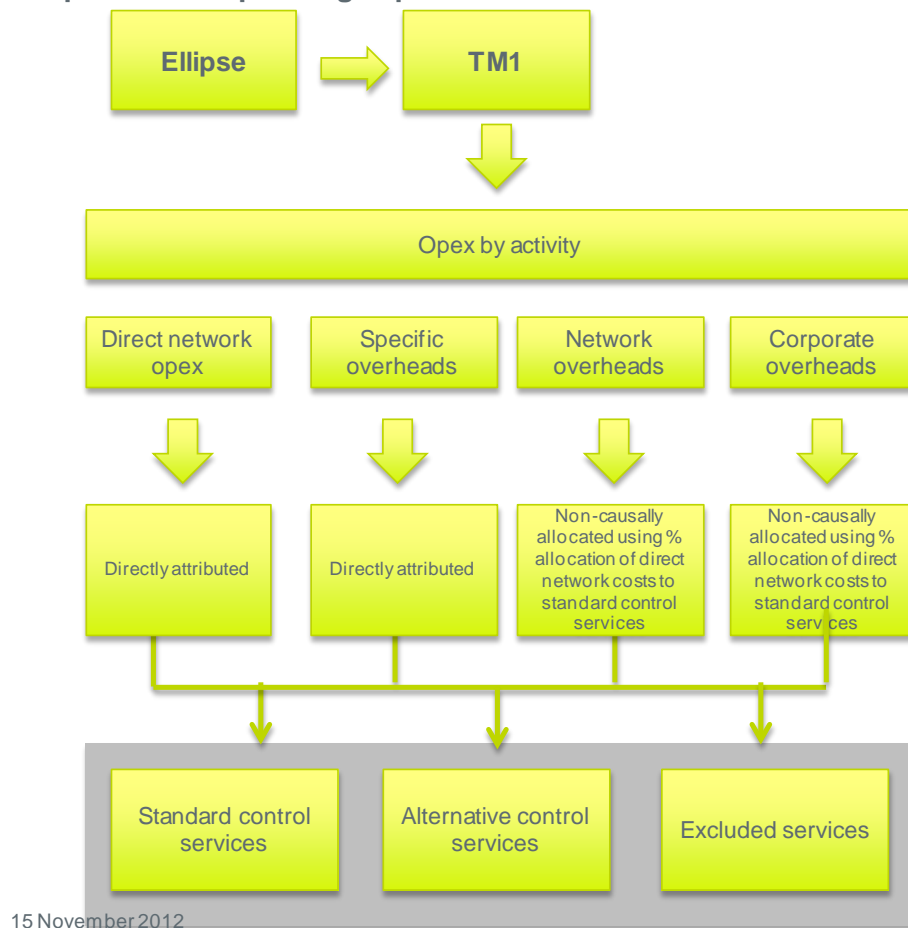 Ellipse
TM1
Opex by activity
Direct network
opex
Specific
overheads
Network
overheads
Corporate
overheads
Directly attributed
Directly attributed
Non-causally
allocated using %
allocation of direct
network costs to
standard control
services
Non-causally
allocated using %
allocation of direct
network costs to
standard control
services
Standard control
services
Alternative control
services
Excluded services
15 November 2012